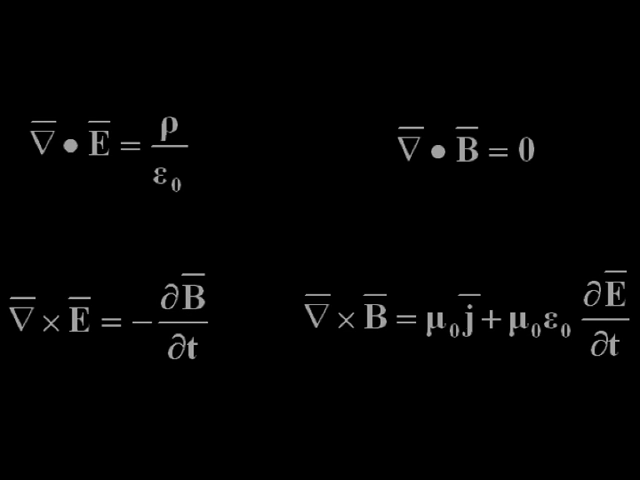 ∇̅ • E̅ = ρ/ε₀
∇̅ • B̅ = 0
∇̅ × E̅ = − ∂B̅/∂t
∇̅ × B̅ = μ₀j̅ + μ₀ε₀ ∂E̅/∂t